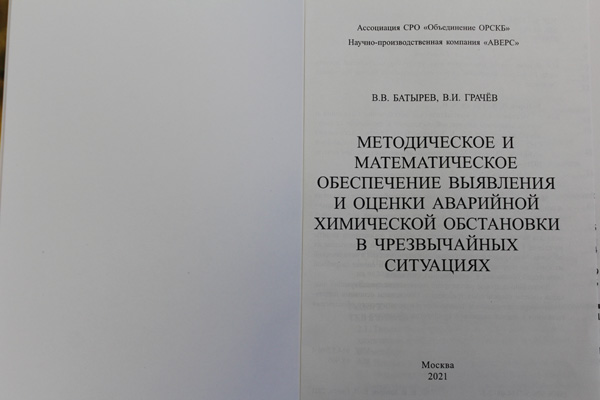 Ассоциация СРО «Объединение ОРСКБ»
Научно-производственная компания «АВЕРС»
В.В. БАТЫРЕВ, В.И. ГРАЧЁВ
МЕТОДИЧЕСКОЕ И
МАТЕМАТИЧЕСКОЕ
ОБЕСПЕЧЕНИЕ ВЫЯВЛЕНИЯ
И ОЦЕНКИ АВАРИЙНОЙ
ХИМИЧЕСКОЙ ОБСТАНОВКИ
В ЧРЕЗВЫЧАЙНЫХ
СИТУАЦИЯХ
Москва
2021